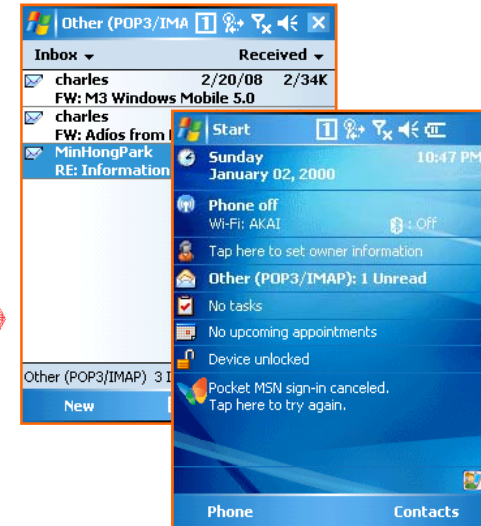 Other (POP3/IMA 1
Inbox Received
charles 2/20/08 2/34K
FW: M3 Windows Mobile 5.0
charles
FW: Adíos from
MinHongPark
RE: Information
Other (POP3/IMAP) 3
New
Start 1
Sunday 10:47 PM
January 02, 2000
Phone off
Wi-Fi: AKAI : Off
Tap here to set owner information
Other (POP3/IMAP): 1 Unread
No tasks
No upcoming appointments
Device unlocked
Pocket MSN sign-in canceled.
Tap here to try again.
Phone Contacts